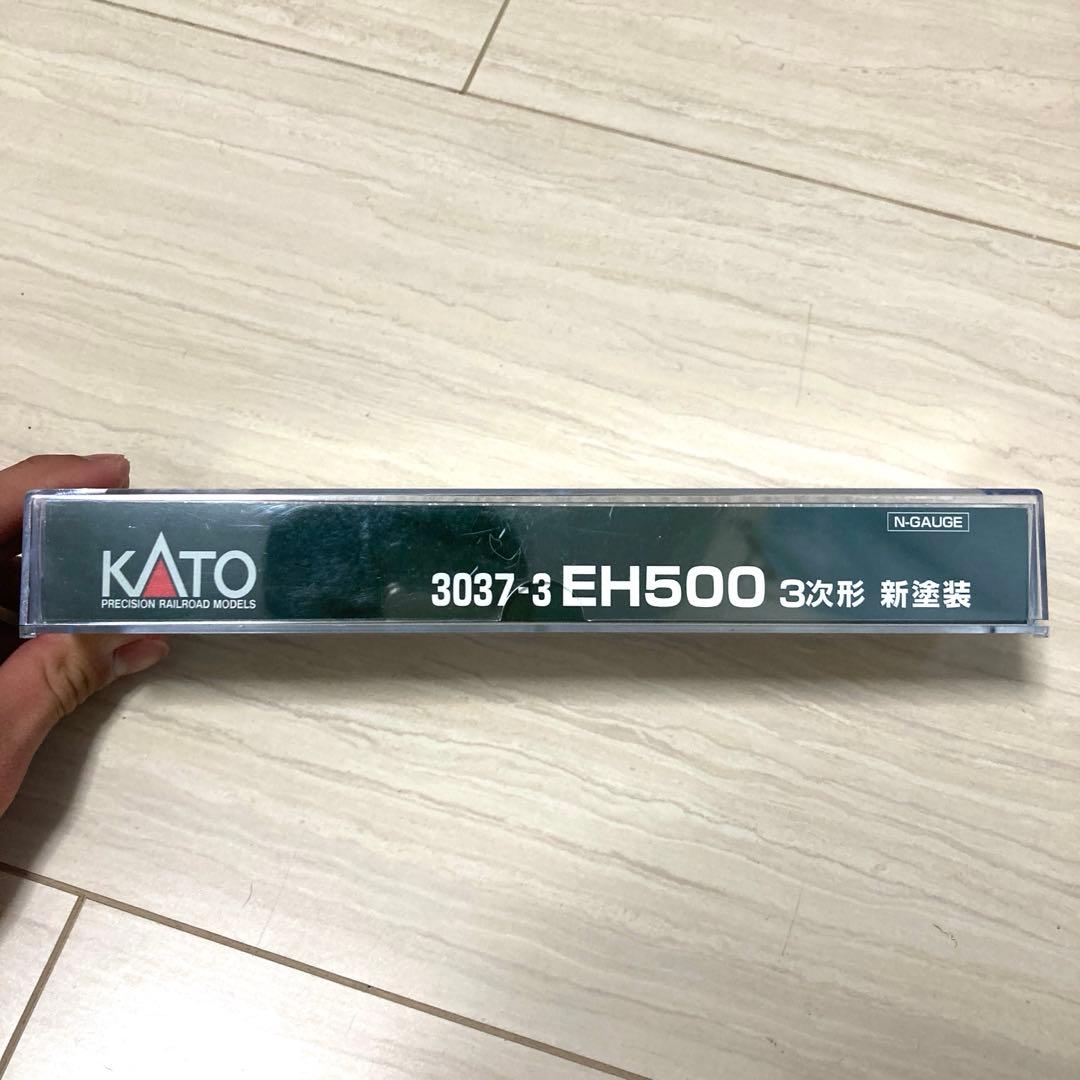 N-GAUGE
KATO
PRECISION RAILROAD MODELS
3037-3 EH500 3次形 新塗装